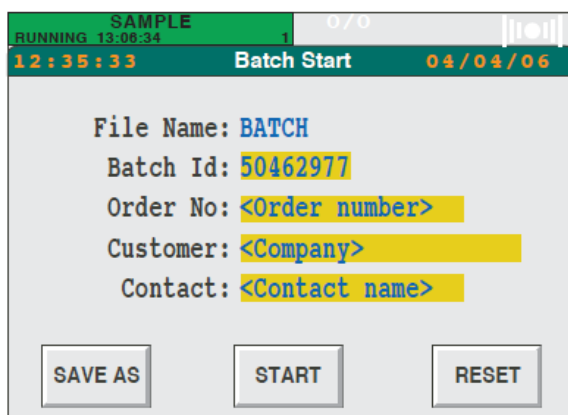 SAMPLE
RUNNING 13:06:34 1
0/0
12:35:33 Batch Start 04/04/06
File Name: BATCH
Batch Id: 50462977
Order No: <Order number>
Customer: <Company>
Contact: <Contact name>
SAVE AS START RESET